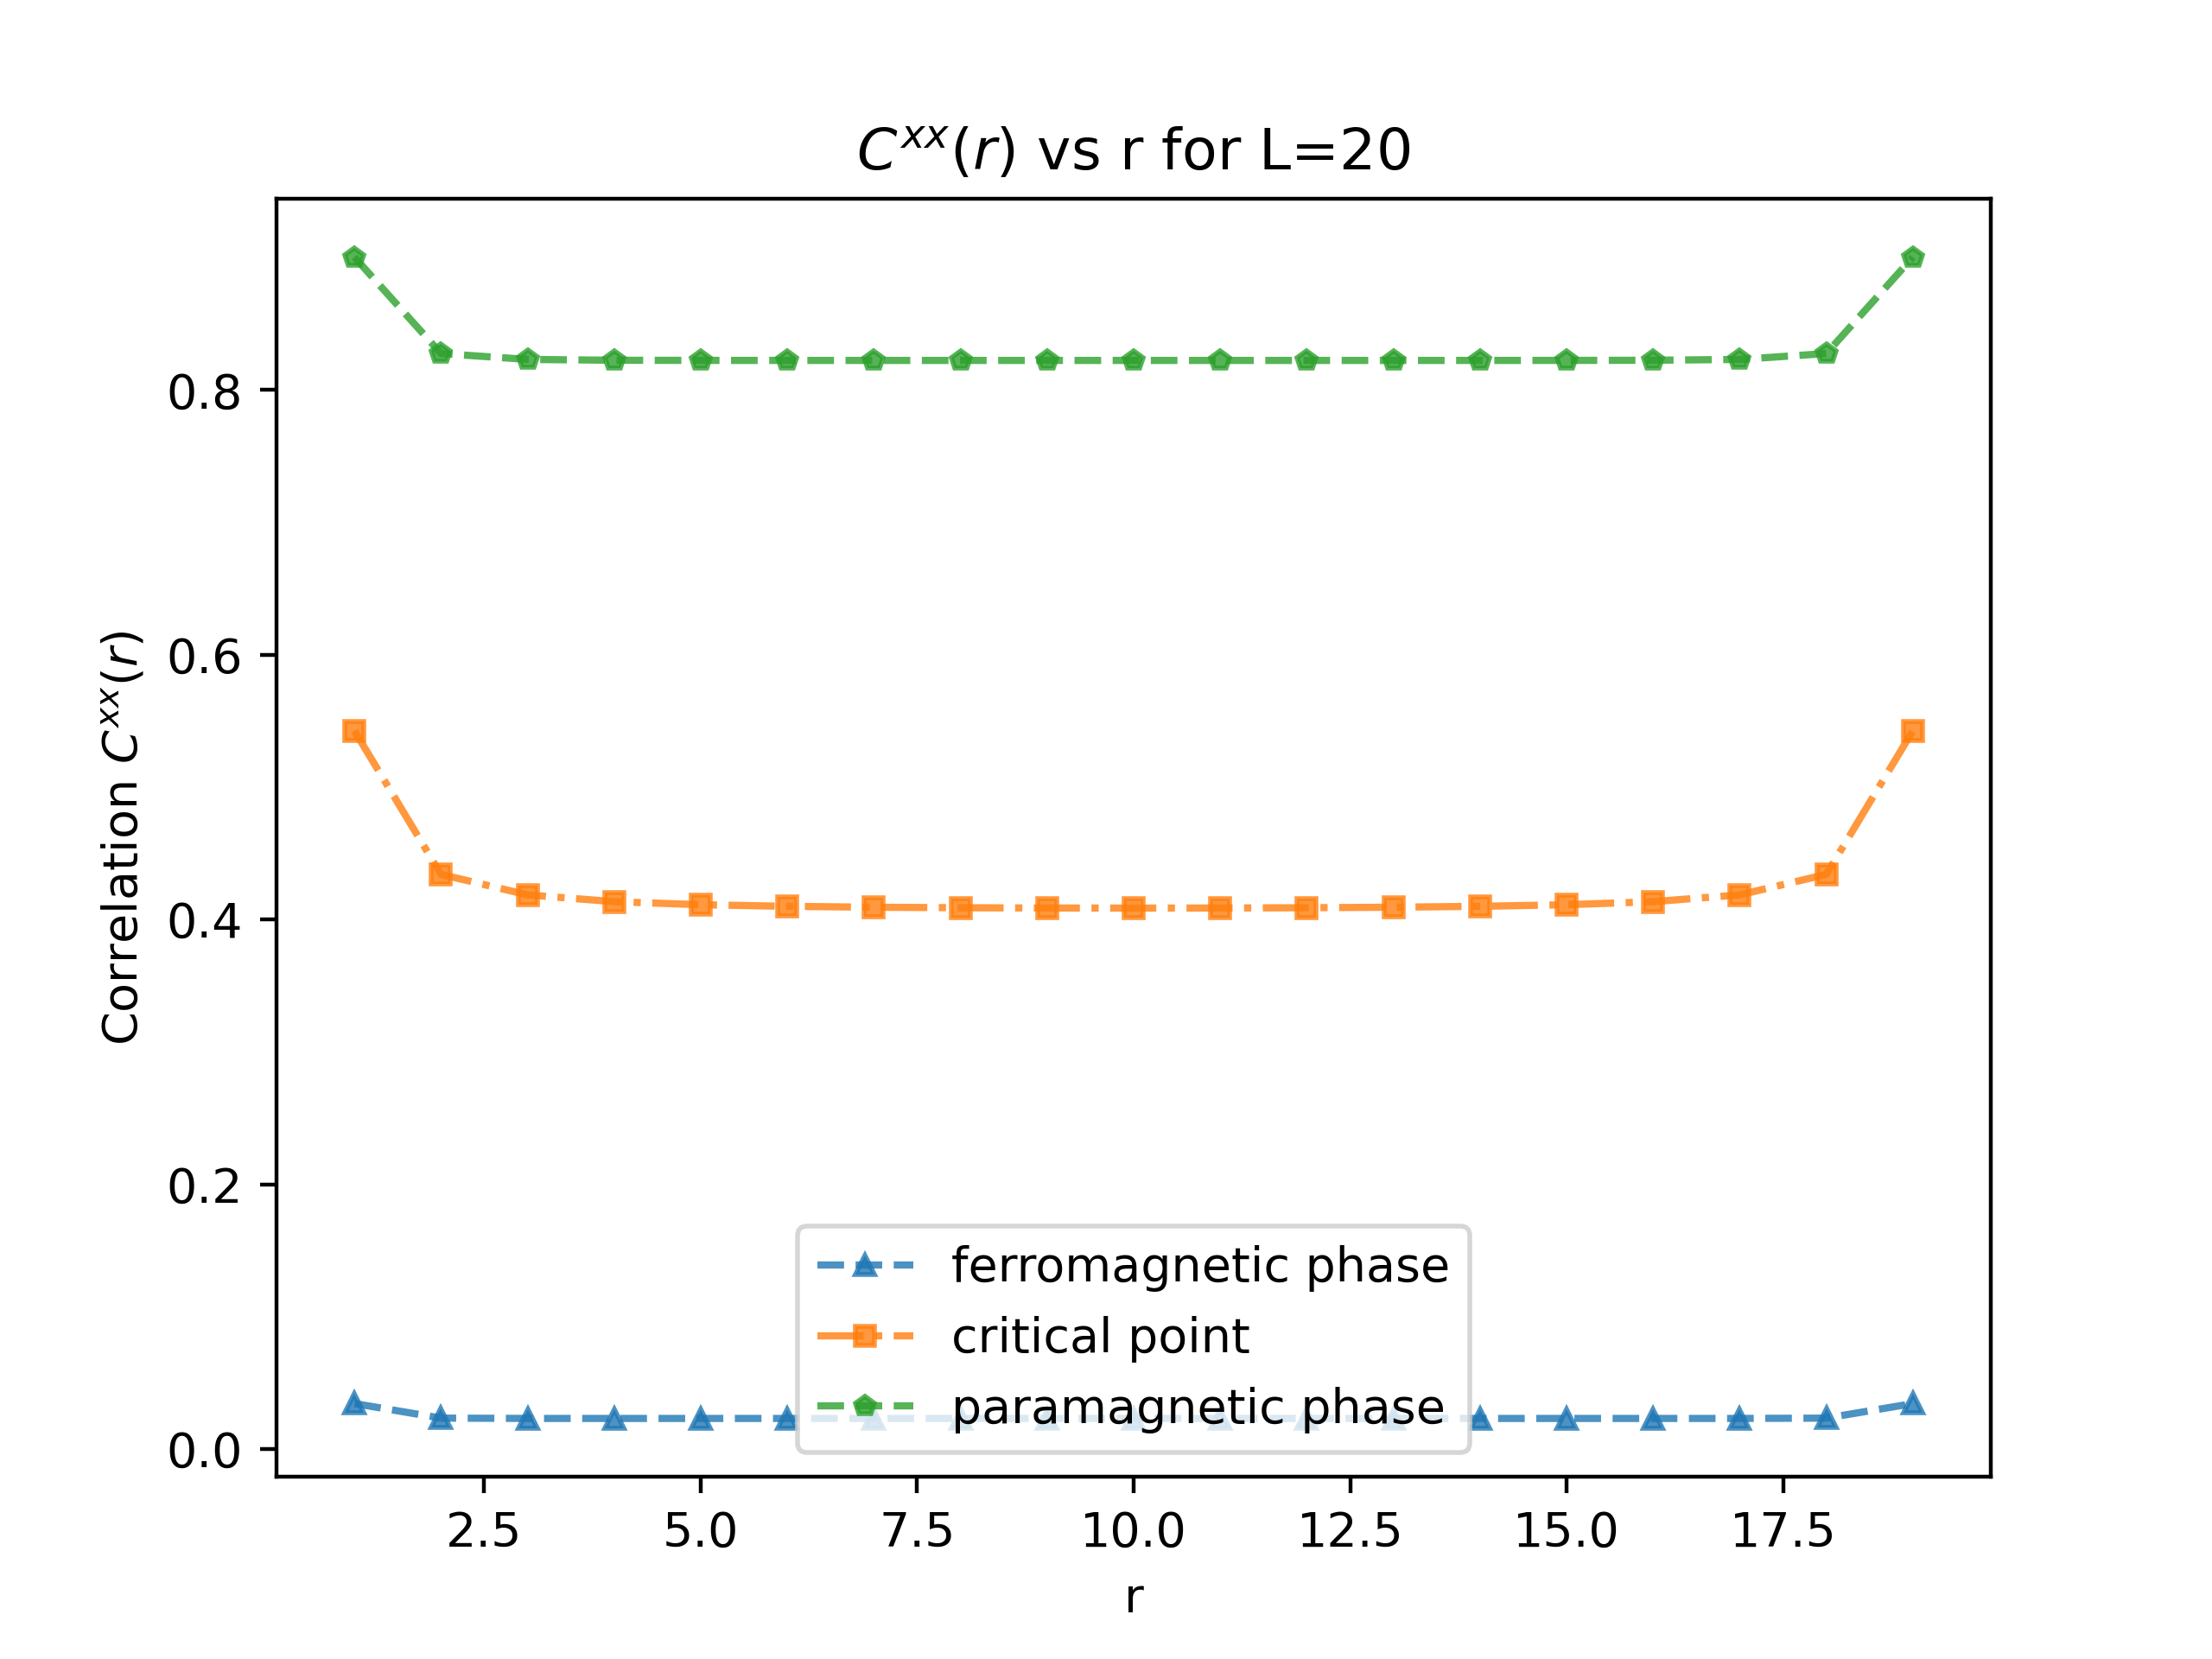 C^{xx}(r) vs r for L=20
Correlation C^{xx}(r)
0.8
0.6
0.4
0.2
0.0
ferromagnetic phase
critical point
paramagnetic phase
2.5 5.0 7.5 10.0 12.5 15.0 17.5
r